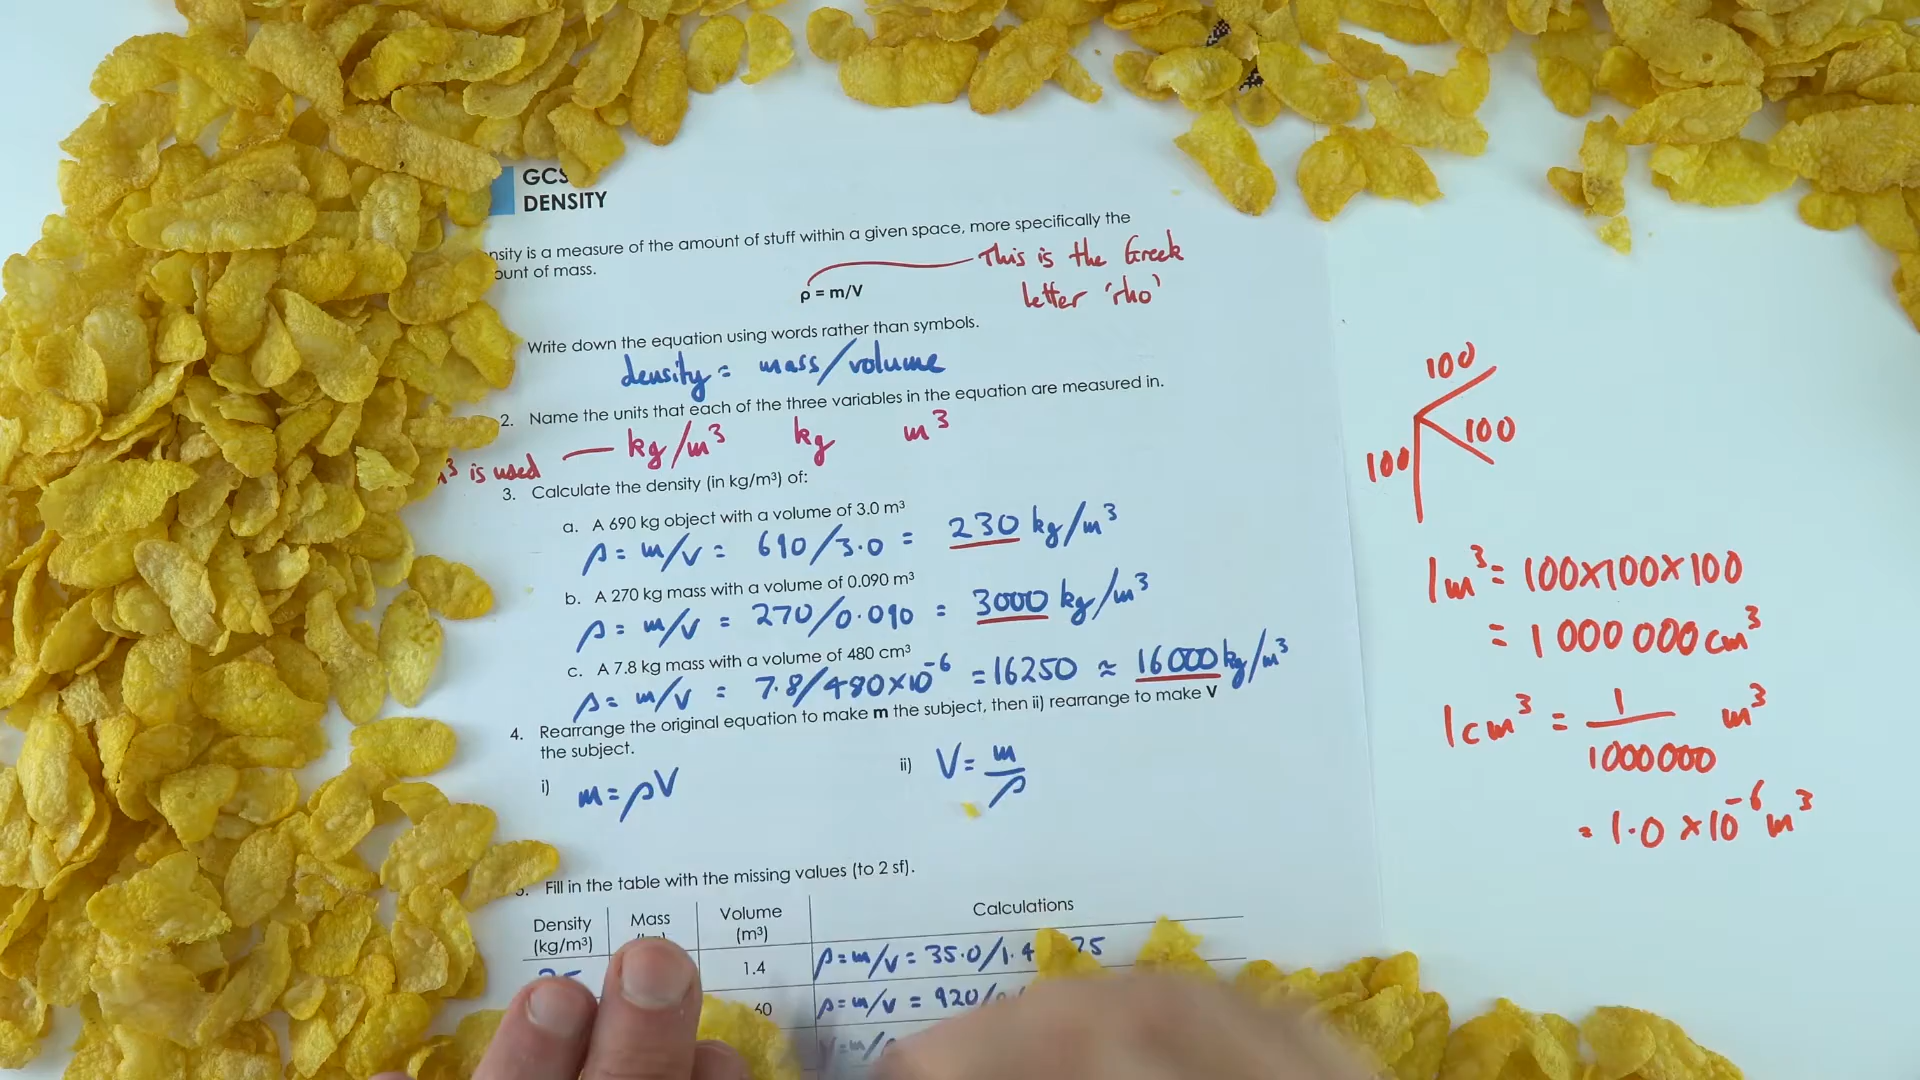 GCS
DENSITY
nsity is a measure of the amount of stuff within a given space, more specifically the
ount of mass.
This is the Greek
letter 'rho'
ρ = m/V
Write down the equation using words rather than symbols.
density = mass/volume
2. Name the units that each of the three variables in the equation are measured in.
m³ is used — kg/m³ kg m³
3. Calculate the density (in kg/m³) of:
a. A 690 kg object with a volume of 3.0 m³
ρ = m/V = 690/3.0 = 230 kg/m³
b. A 270 kg mass with a volume of 0.090 m³
ρ = m/V = 270/0.090 = 3000 kg/m³
c. A 7.8 kg mass with a volume of 480 cm³
ρ = m/V = 7.8/480×10⁻⁶ = 16250 ≈ 16000 kg/m³
4. Rearrange the original equation to make m the subject, then ii) rearrange to make V
the subject.
i) m = ρV
ii) V = m/ρ
5. Fill in the table with the missing values (to 2 sf).
Density (kg/m³) Mass Volume (m³) Calculations
25 1.4 ρ = m/V = 35.0/1.4 25
60 ρ = m/V = 920/
V = m/
100
100
100
1m³ = 100×100×100
= 1 000 000 cm³
1cm³ = 1/1000000 m³
= 1.0 × 10⁻⁶ m³